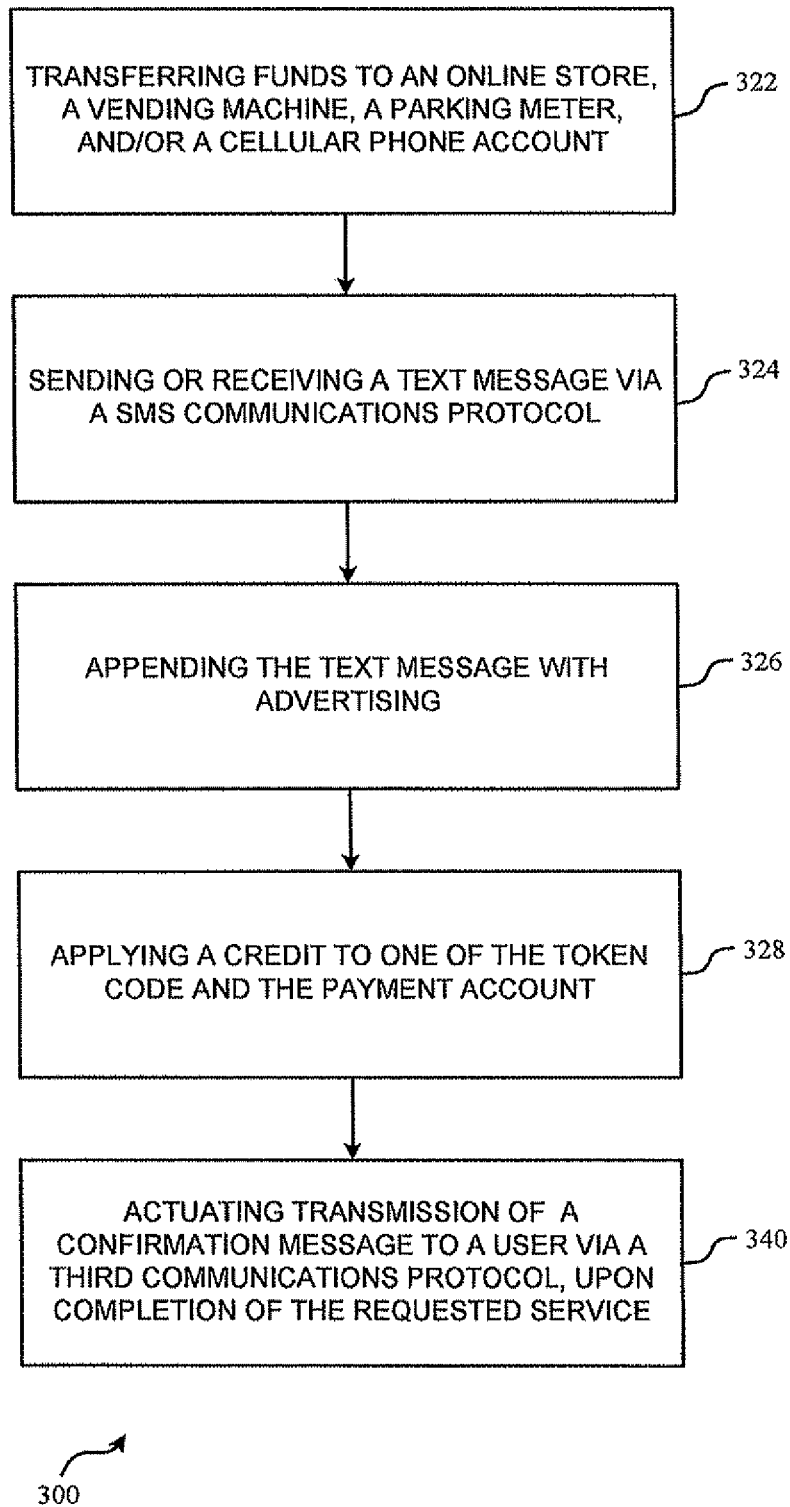 TRANSFERRING FUNDS TO AN ONLINE STORE,
A VENDING MACHINE, A PARKING METER,
AND/OR A CELLULAR PHONE ACCOUNT
322
SENDING OR RECEIVING A TEXT MESSAGE VIA
A SMS COMMUNICATIONS PROTOCOL
324
APPENDING THE TEXT MESSAGE WITH
ADVERTISING
326
APPLYING A CREDIT TO ONE OF THE TOKEN
CODE AND THE PAYMENT ACCOUNT
328
ACTUATING TRANSMISSION OF A
CONFIRMATION MESSAGE TO A USER VIA A
THIRD COMMUNICATIONS PROTOCOL, UPON
COMPLETION OF THE REQUESTED SERVICE
340
300